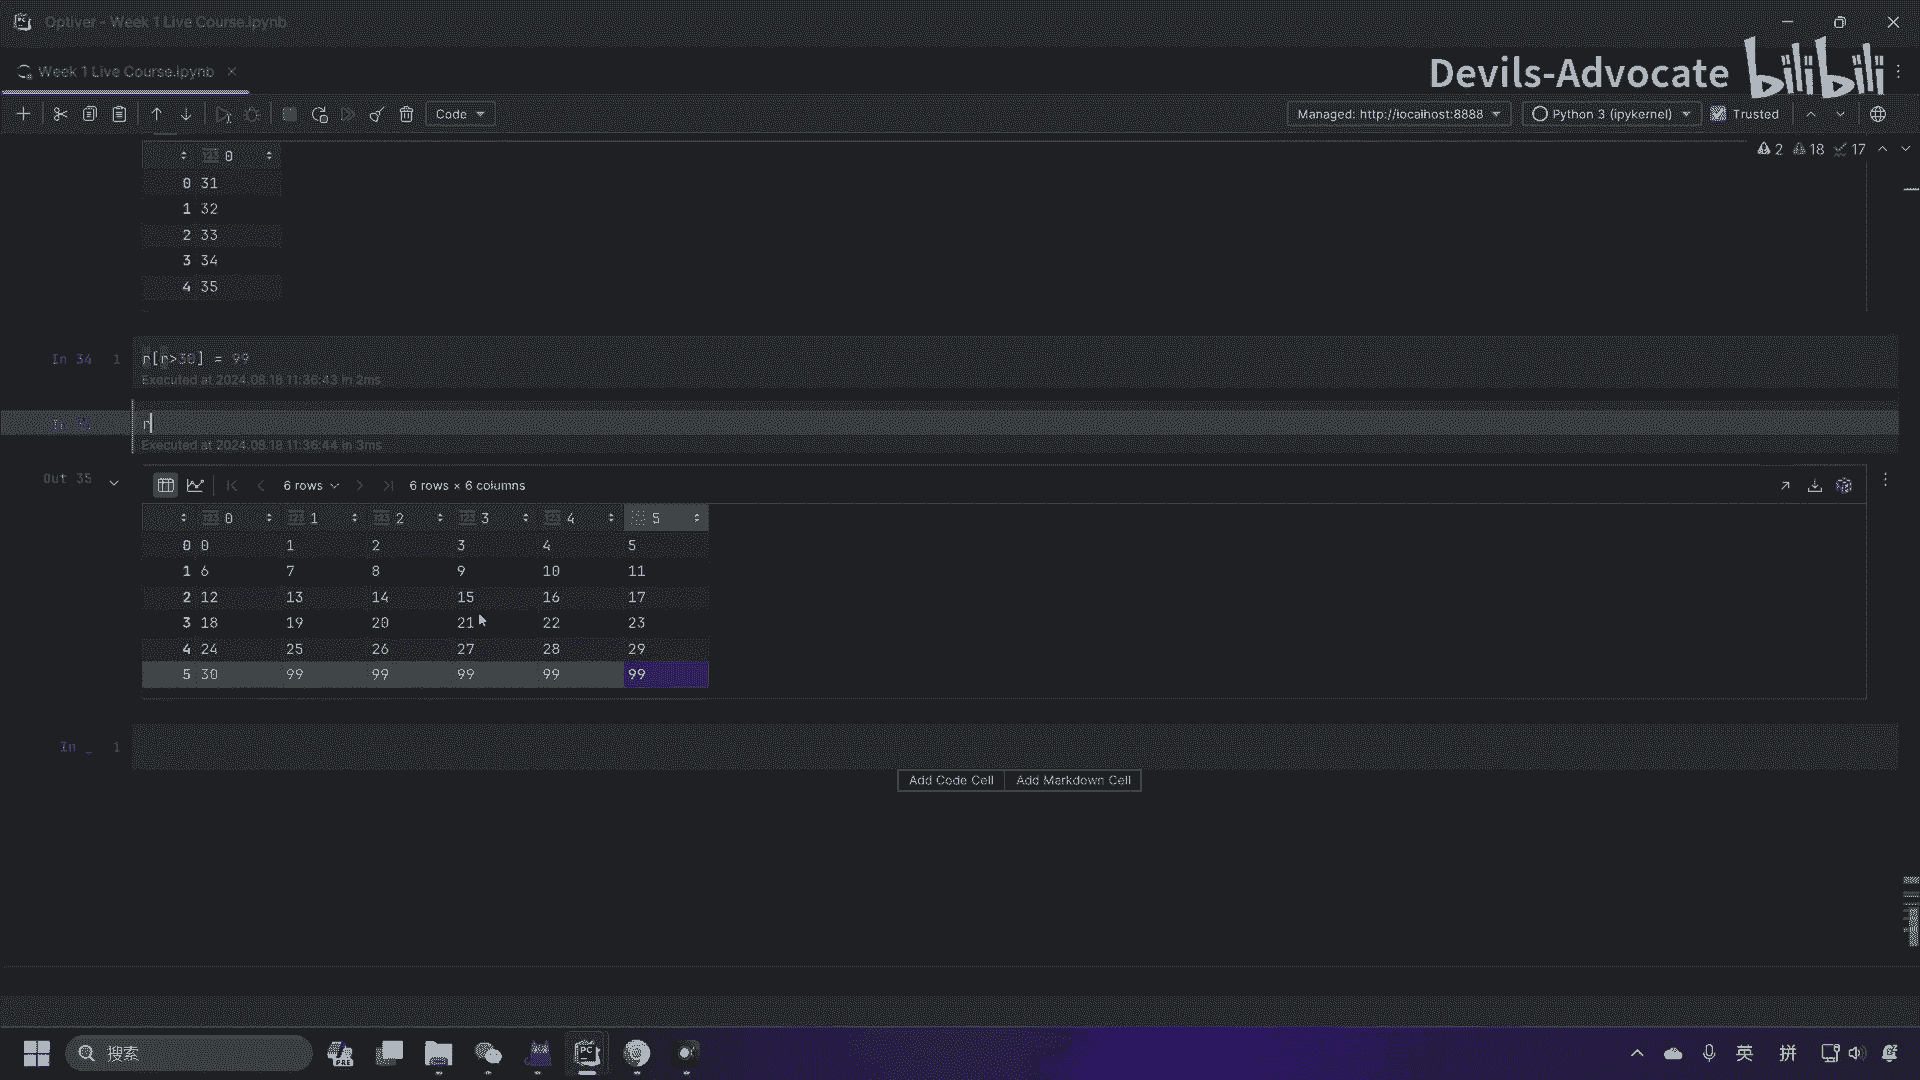 Optiver - Week 1 Live Course.ipynb
Week 1 Live Course.ipynb
Devils-Advocate bilibili
Code
Managed: http://localhost:8888
Python 3 (ipykernel)
Trusted
2 18 17
0
0 31
1 32
2 33
3 34
4 35
In 34 1 r[r>30] = 99
Executed at 2024.08.18 11:36:43 in 2ms
In 35 r
Executed at 2024.08.18 11:36:44 in 3ms
Out 35
6 rows
6 rows × 6 columns
0 1 2 3 4 5
0 0 1 2 3 4 5
1 6 7 8 9 10 11
2 12 13 14 15 16 17
3 18 19 20 21 22 23
4 24 25 26 27 28 29
5 30 99 99 99 99 99
In _ 1
Add Code Cell Add Markdown Cell
搜索
PRE
PC
英
拼